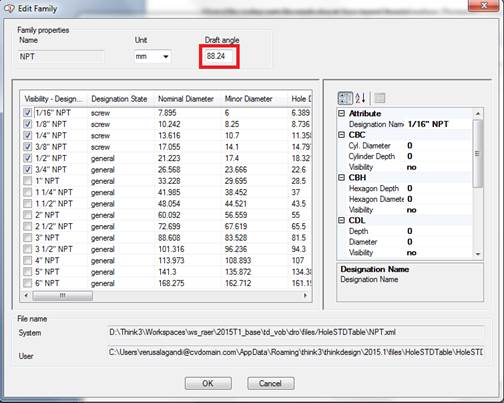 Edit Family
Family properties
Name Unit Draft angle
NPT mm 88.24
Visibility - Design... Designation State Nominal Diameter Minor Diameter Hole D
1/16" NPT screw 7.895 6 6.389
1/8" NPT screw 10.242 8.25 8.736
1/4" NPT screw 13.616 10.7 11.358
3/8" NPT screw 17.055 14.1 14.797
1/2" NPT general 21.223 17.4 18.32
3/4" NPT general 26.568 23.666 22.6
1" NPT general 33.228 29.695 28.5
1 1/4" NPT general 41.985 38.452 37
1 1/2" NPT general 48.054 44.521 43.5
2" NPT general 60.092 56.559 55
2 1/2" NPT general 72.699 67.619 65.5
3" NPT general 88.608 83.528 81.5
3 1/2" NPT general 101.316 96.236 94.3
4" NPT general 113.973 108.893 107
5" NPT general 141.3 135.872 134.38
6" NPT general 168.275 162.712 161.19
Attribute
Designation Name 1/16" NPT
CBC
Cyl. Diameter 0
Cylinder Depth 0
Visibility no
CBH
Hexagon Depth 0
Hexagon Diamete 0
Visibility no
CDL
Depth 0
Diameter 0
Visibility no
Designation Name
Designation Name
File name
System D:\Think3\Workspaces\ws_raer\2015T1_base\td_vob\dro\files\HoleSTDTable\NPT.xml
User C:\Users\rerusalagandi@cvdomain.com\AppData\Roaming\think3\thinkdesign\2015.1\files\HoleSTDTable\HoleSTD
OK Cancel